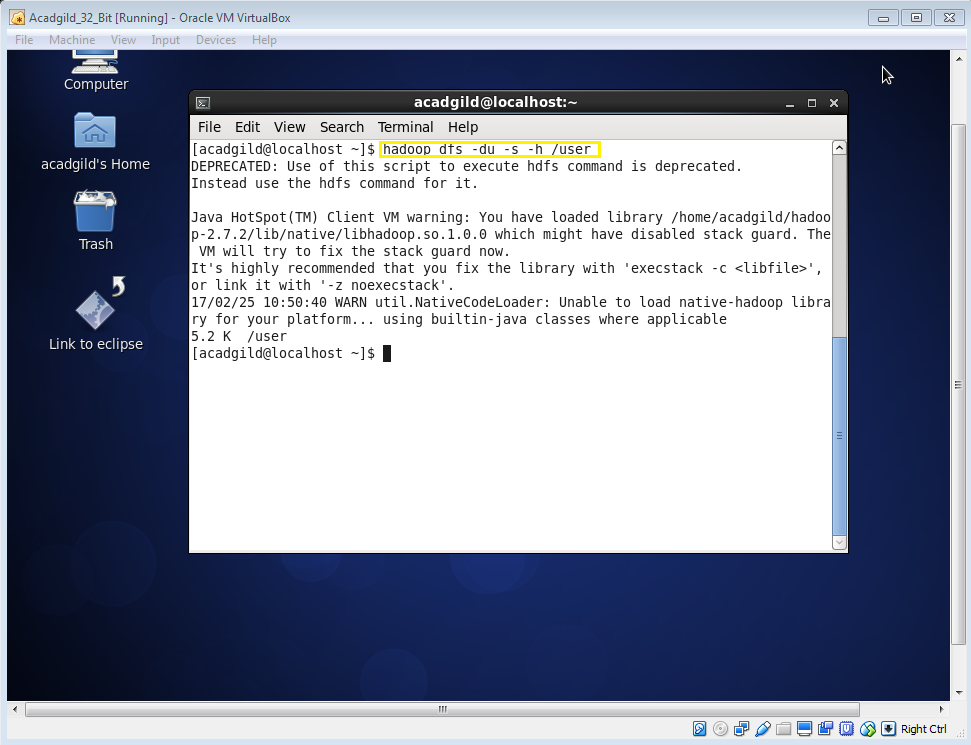 Acadgild_32_Bit [Running] - Oracle VM VirtualBox
File Machine View Input Devices Help
Computer
acadgild's Home
Trash
Link to eclipse
acadgild@localhost:~
File Edit View Search Terminal Help
[acadgild@localhost ~]$ hadoop dfs -du -s -h /user
DEPRECATED: Use of this script to execute hdfs command is deprecated.
Instead use the hdfs command for it.
Java HotSpot(TM) Client VM warning: You have loaded library /home/acadgild/hadoo
p-2.7.2/lib/native/libhadoop.so.1.0.0 which might have disabled stack guard. The
 VM will try to fix the stack guard now.
It's highly recommended that you fix the library with 'execstack -c <libfile>',
or link it with '-z noexecstack'.
17/02/25 10:50:40 WARN util.NativeCodeLoader: Unable to load native-hadoop libra
ry for your platform... using builtin-java classes where applicable
5.2 K  /user
[acadgild@localhost ~]$
Right Ctrl